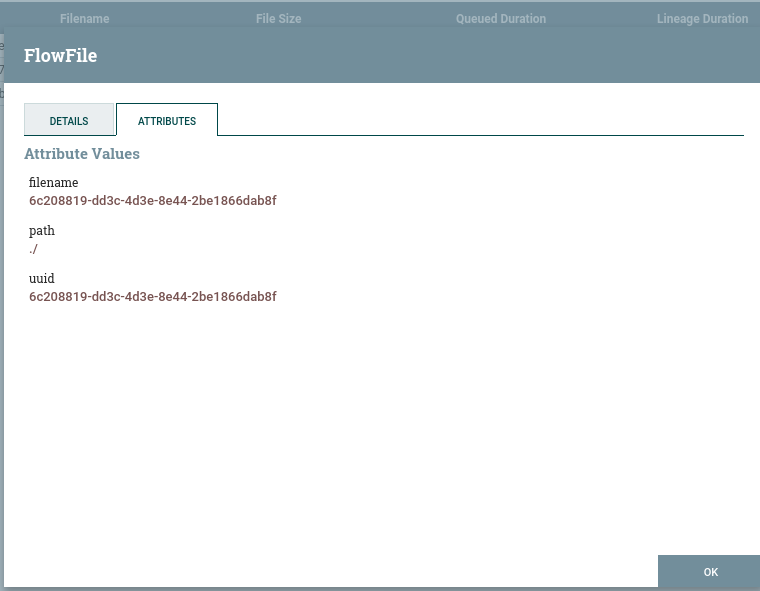 Filename File Size Queued Duration Lineage Duration
FlowFile
DETAILS ATTRIBUTES
Attribute Values
filename
6c208819-dd3c-4d3e-8e44-2be1866dab8f
path
./
uuid
6c208819-dd3c-4d3e-8e44-2be1866dab8f
OK